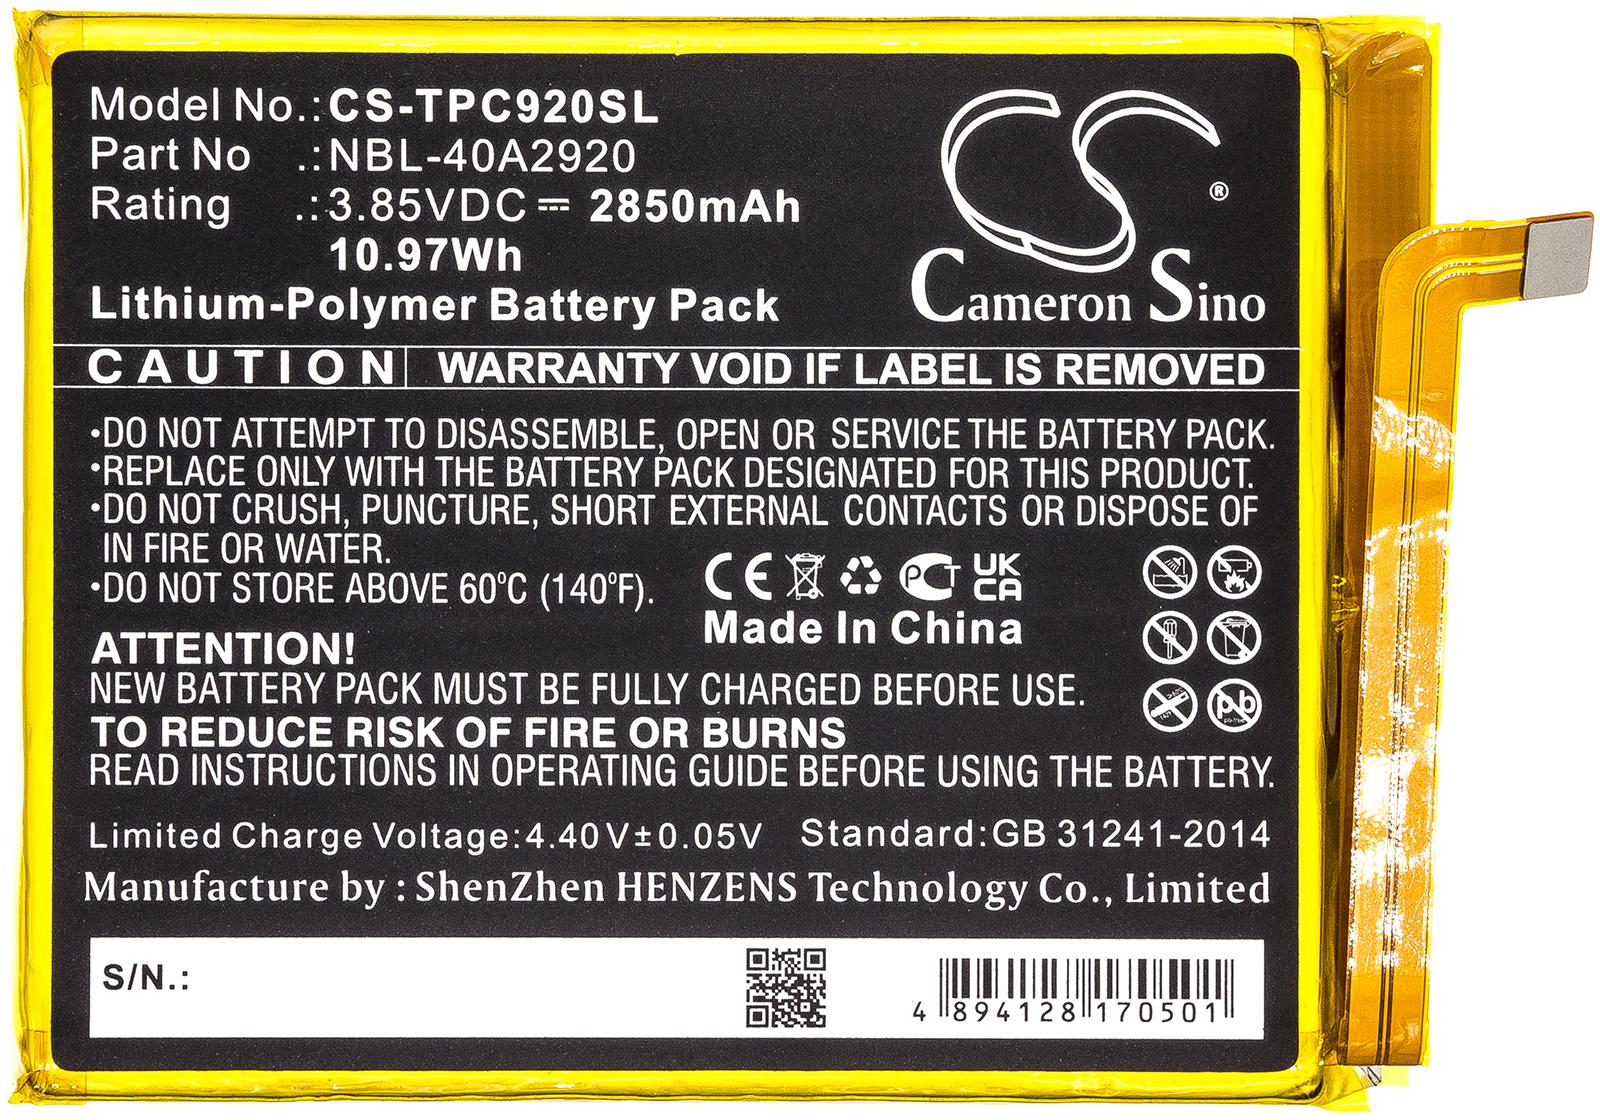 Model No.:CS-TPC920SL
Part No .:NBL-40A2920
Rating .:3.85VDC ⎓ 2850mAh
10.97Wh
Lithium-Polymer Battery Pack
CS ®
Cameron Sino
CAUTION WARRANTY VOID IF LABEL IS REMOVED
•DO NOT ATTEMPT TO DISASSEMBLE, OPEN OR SERVICE THE BATTERY PACK.
•REPLACE ONLY WITH THE BATTERY PACK DESIGNATED FOR THIS PRODUCT.
•DO NOT CRUSH, PUNCTURE, SHORT EXTERNAL CONTACTS OR DISPOSE OF
IN FIRE OR WATER.
•DO NOT STORE ABOVE 60°C (140°F).
CE PCT UK
CA
Made In China
Pb
ATTENTION!
NEW BATTERY PACK MUST BE FULLY CHARGED BEFORE USE.
TO REDUCE RISK OF FIRE OR BURNS
READ INSTRUCTIONS IN OPERATING GUIDE BEFORE USING THE BATTERY.
Limited Charge Voltage:4.40V±0.05V Standard:GB 31241-2014
Manufacture by : ShenZhen HENZENS Technology Co., Limited
S/N.:
4 894128 170501